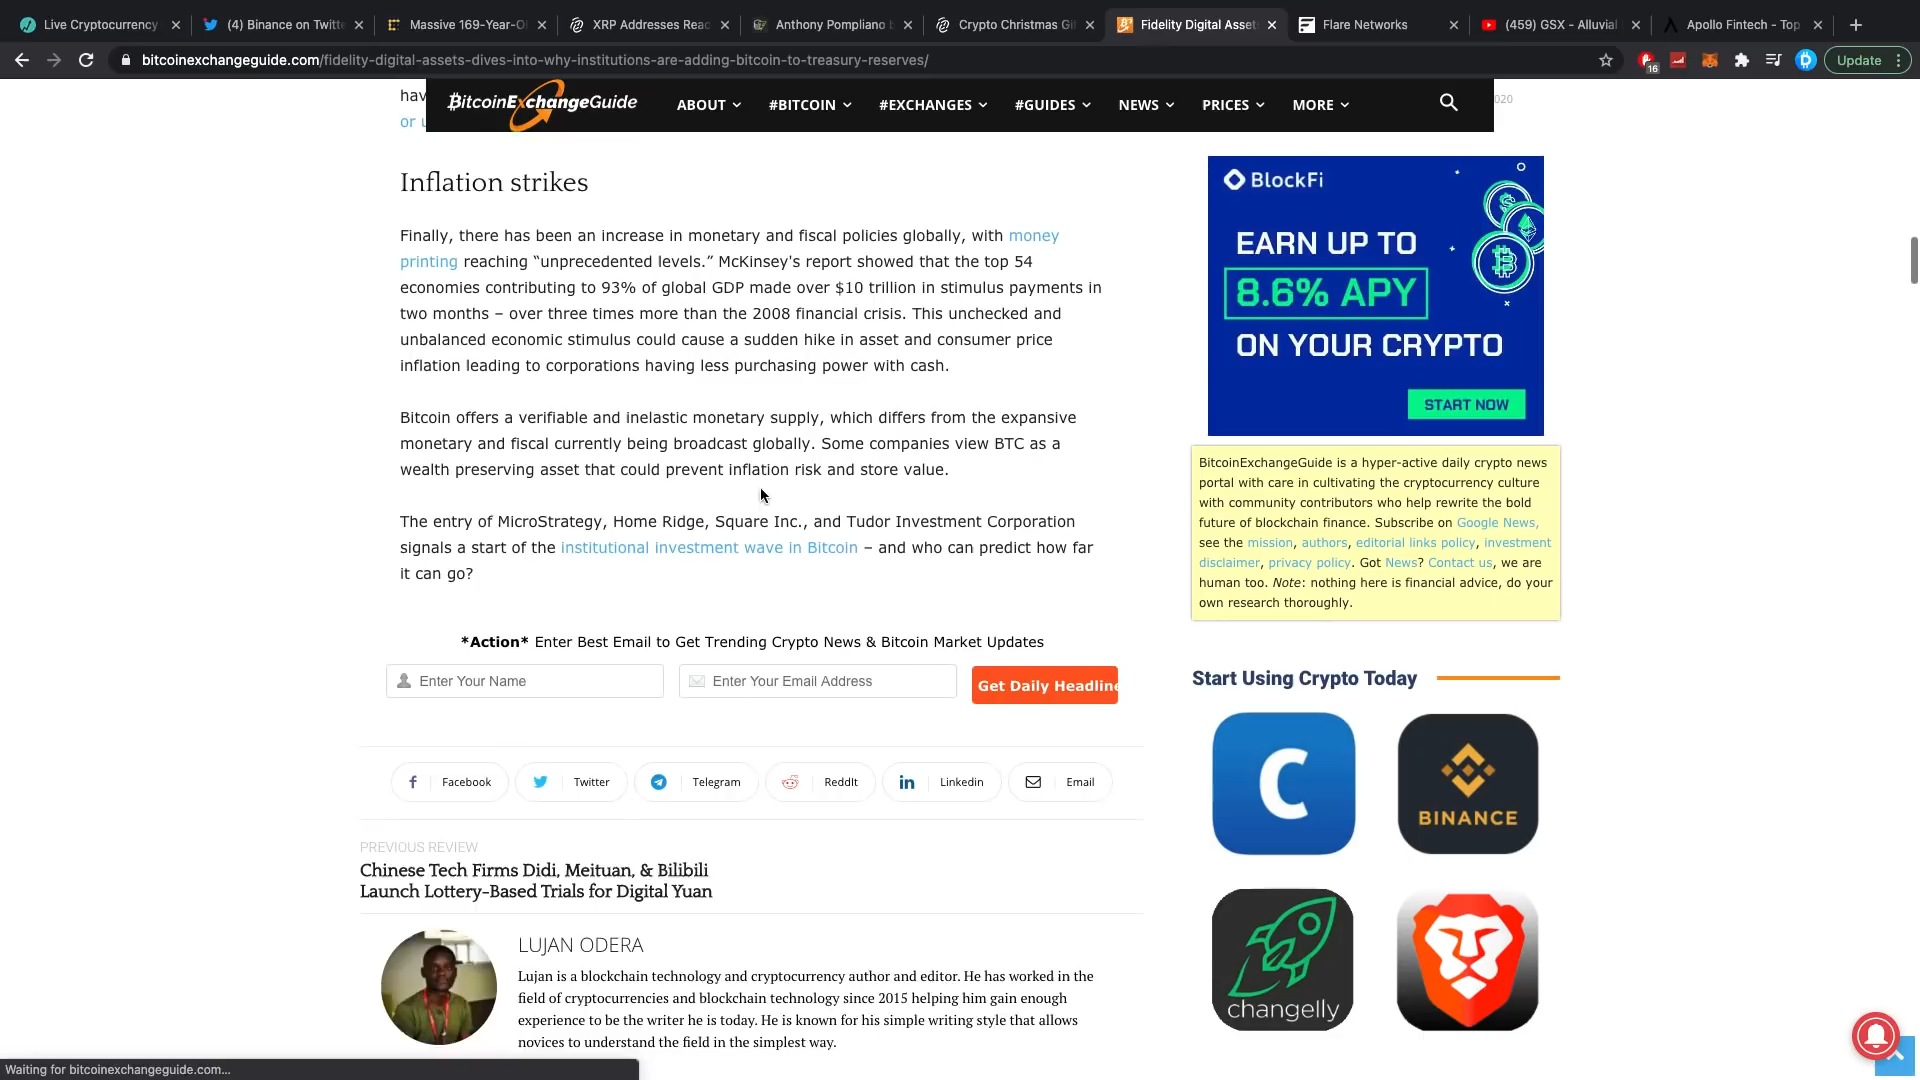 Live Cryptocurrency
(4) Binance on Twitte
Massive 169-Year-Ol
XRP Addresses Reac
Anthony Pompliano b
Crypto Christmas Gi
Fidelity Digital Asset
Flare Networks
(459) GSX - Alluvial
Apollo Fintech - Top
bitcoinexchangeguide.com/fidelity-digital-assets-dives-into-why-institutions-are-adding-bitcoin-to-treasury-reserves/
16
Update
hav
or u
BitcoinExchangeGuide
ABOUT
#BITCOIN
#EXCHANGES
#GUIDES
NEWS
PRICES
MORE
020
Inflation strikes
Finally, there has been an increase in monetary and fiscal policies globally, with money
printing reaching “unprecedented levels.” McKinsey's report showed that the top 54
economies contributing to 93% of global GDP made over $10 trillion in stimulus payments in
two months – over three times more than the 2008 financial crisis. This unchecked and
unbalanced economic stimulus could cause a sudden hike in asset and consumer price
inflation leading to corporations having less purchasing power with cash.
Bitcoin offers a verifiable and inelastic monetary supply, which differs from the expansive
monetary and fiscal currently being broadcast globally. Some companies view BTC as a
wealth preserving asset that could prevent inflation risk and store value.
The entry of MicroStrategy, Home Ridge, Square Inc., and Tudor Investment Corporation
signals a start of the institutional investment wave in Bitcoin – and who can predict how far
it can go?
*Action* Enter Best Email to Get Trending Crypto News & Bitcoin Market Updates
Enter Your Name
Enter Your Email Address
Get Daily Headline
Facebook
Twitter
Telegram
ReddIt
Linkedin
Email
PREVIOUS REVIEW
Chinese Tech Firms Didi, Meituan, & Bilibili
Launch Lottery-Based Trials for Digital Yuan
LUJAN ODERA
Lujan is a blockchain technology and cryptocurrency author and editor. He has worked in the
field of cryptocurrencies and blockchain technology since 2015 helping him gain enough
experience to be the writer he is today. He is known for his simple writing style that allows
novices to understand the field in the simplest way.
BlockFi
EARN UP TO
8.6% APY
ON YOUR CRYPTO
START NOW
BitcoinExchangeGuide is a hyper-active daily crypto news
portal with care in cultivating the cryptocurrency culture
with community contributors who help rewrite the bold
future of blockchain finance. Subscribe on Google News,
see the mission, authors, editorial links policy, investment
disclaimer, privacy policy. Got News? Contact us, we are
human too. Note: nothing here is financial advice, do your
own research thoroughly.
Start Using Crypto Today
C
BINANCE
changelly
Waiting for bitcoinexchangeguide.com...